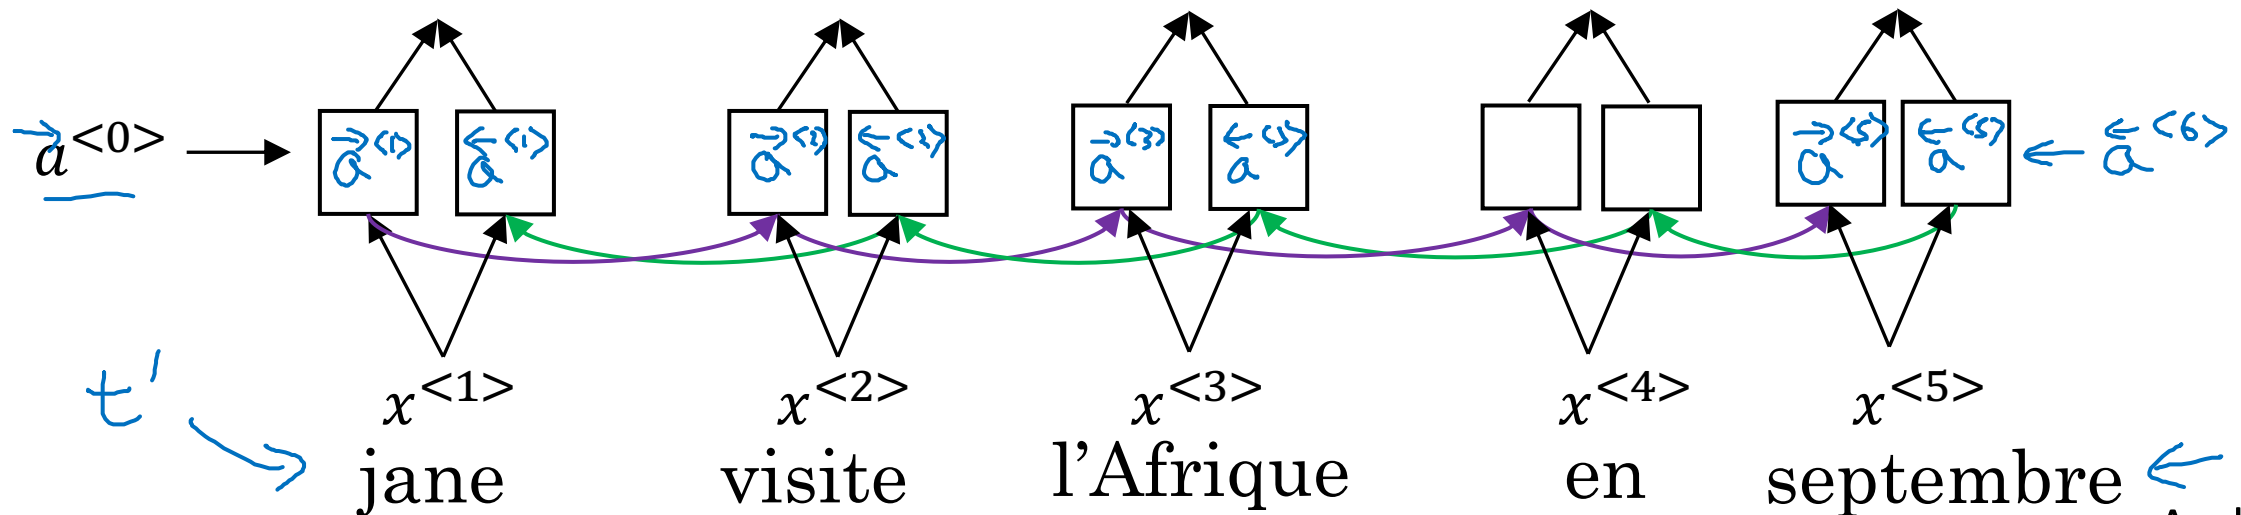 →a<0> →a<1> ←a<1> →a<2> ←a<2> →a<3> ←a<3> →a<5> ←a<5> ←a<6>
t'
x<1> x<2> x<3> x<4> x<5>
jane visite l'Afrique en septembre